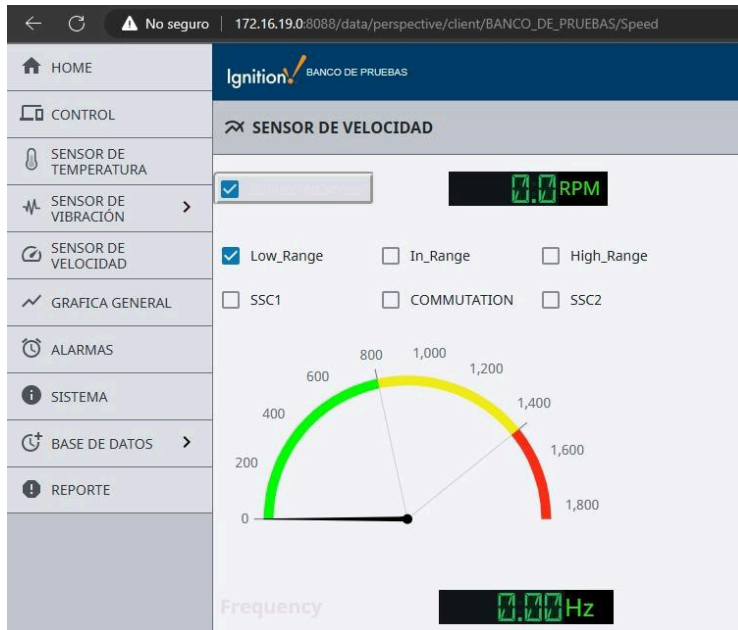 No seguro 172.16.19.0:8088/data/perspective/client/BANCO_DE_PRUEBAS/Speed
HOME
CONTROL
SENSOR DE
TEMPERATURA
SENSOR DE
VIBRACIÓN
SENSOR DE
VELOCIDAD
GRAFICA GENERAL
ALARMAS
SISTEMA
BASE DE DATOS
REPORTE
Ignition! BANCO DE PRUEBAS
SENSOR DE VELOCIDAD
0.0 RPM
Low_Range In_Range High_Range
SSC1 COMMUTATION SSC2
0
200
400
600
800
1,000
1,200
1,400
1,600
1,800
Frequency 0.00 Hz